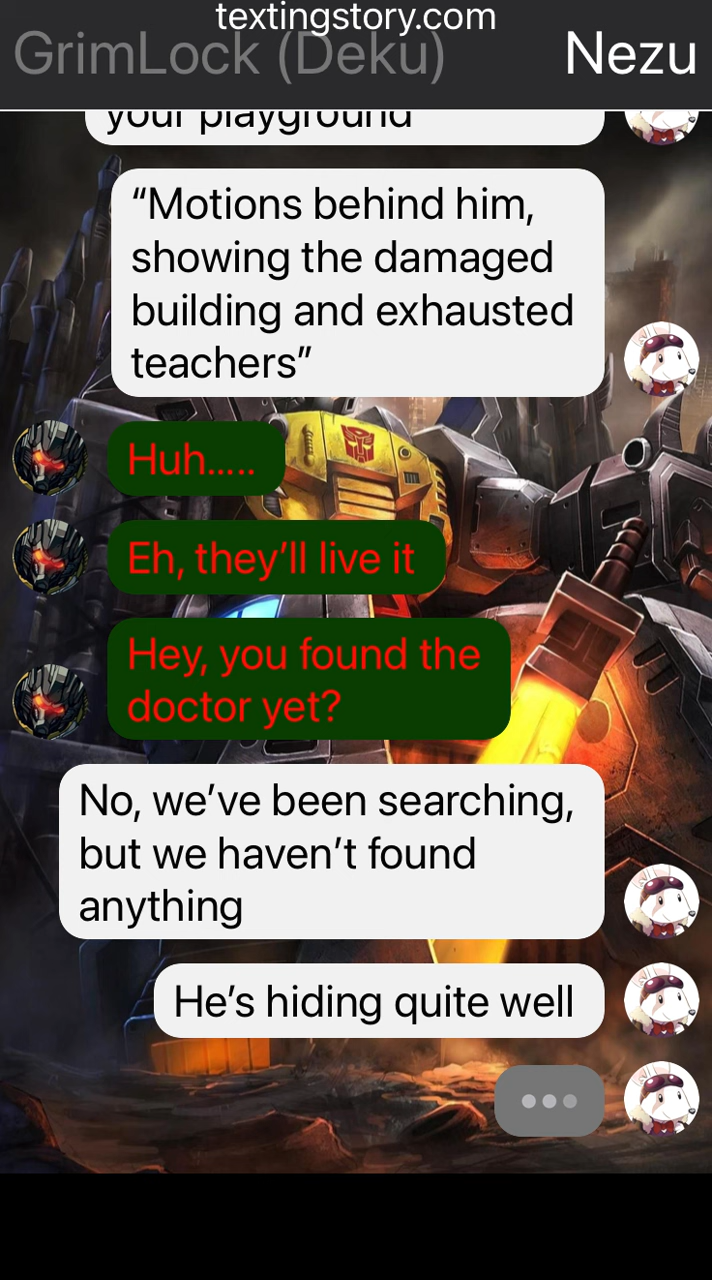 textingstory.com
GrimLock (Deku) Nezu
your playground
“Motions behind him,
showing the damaged
building and exhausted
teachers”
Huh.....
Eh, they’ll live it
Hey, you found the
doctor yet?
No, we’ve been searching,
but we haven’t found
anything
He’s hiding quite well